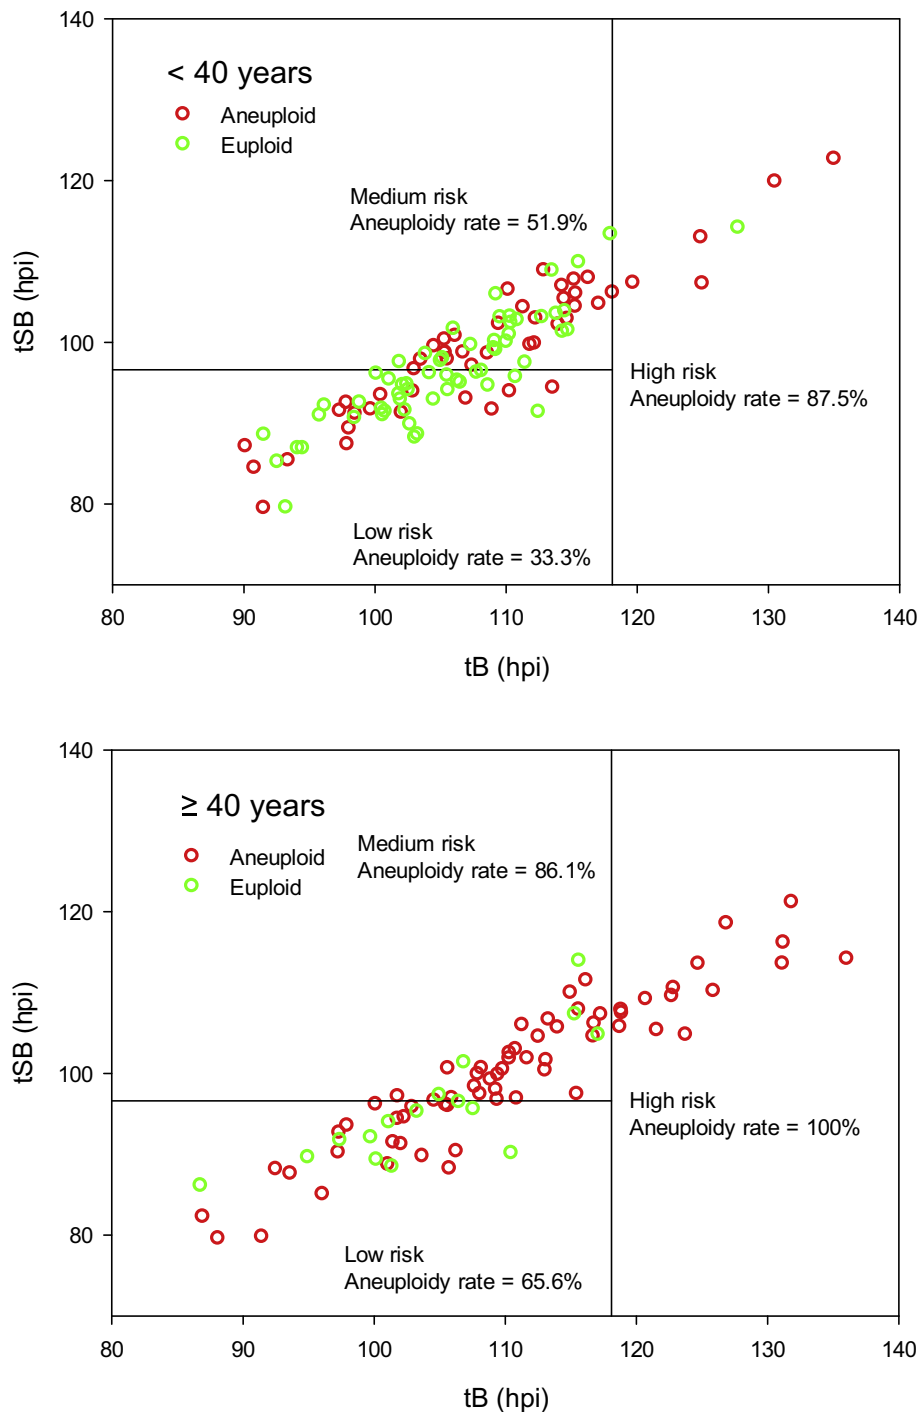 140
< 40 years
Aneuploid
Euploid
120
Medium risk
Aneuploidy rate = 51.9%
tSB (hpi)
100
High risk
Aneuploidy rate = 87.5%
80
Low risk
Aneuploidy rate = 33.3%
80 90 100 110 120 130 140
tB (hpi)
140
≥ 40 years
Medium risk
Aneuploid
Aneuploidy rate = 86.1%
Euploid
120
tSB (hpi)
100
High risk
Aneuploidy rate = 100%
80
Low risk
Aneuploidy rate = 65.6%
80 90 100 110 120 130 140
tB (hpi)